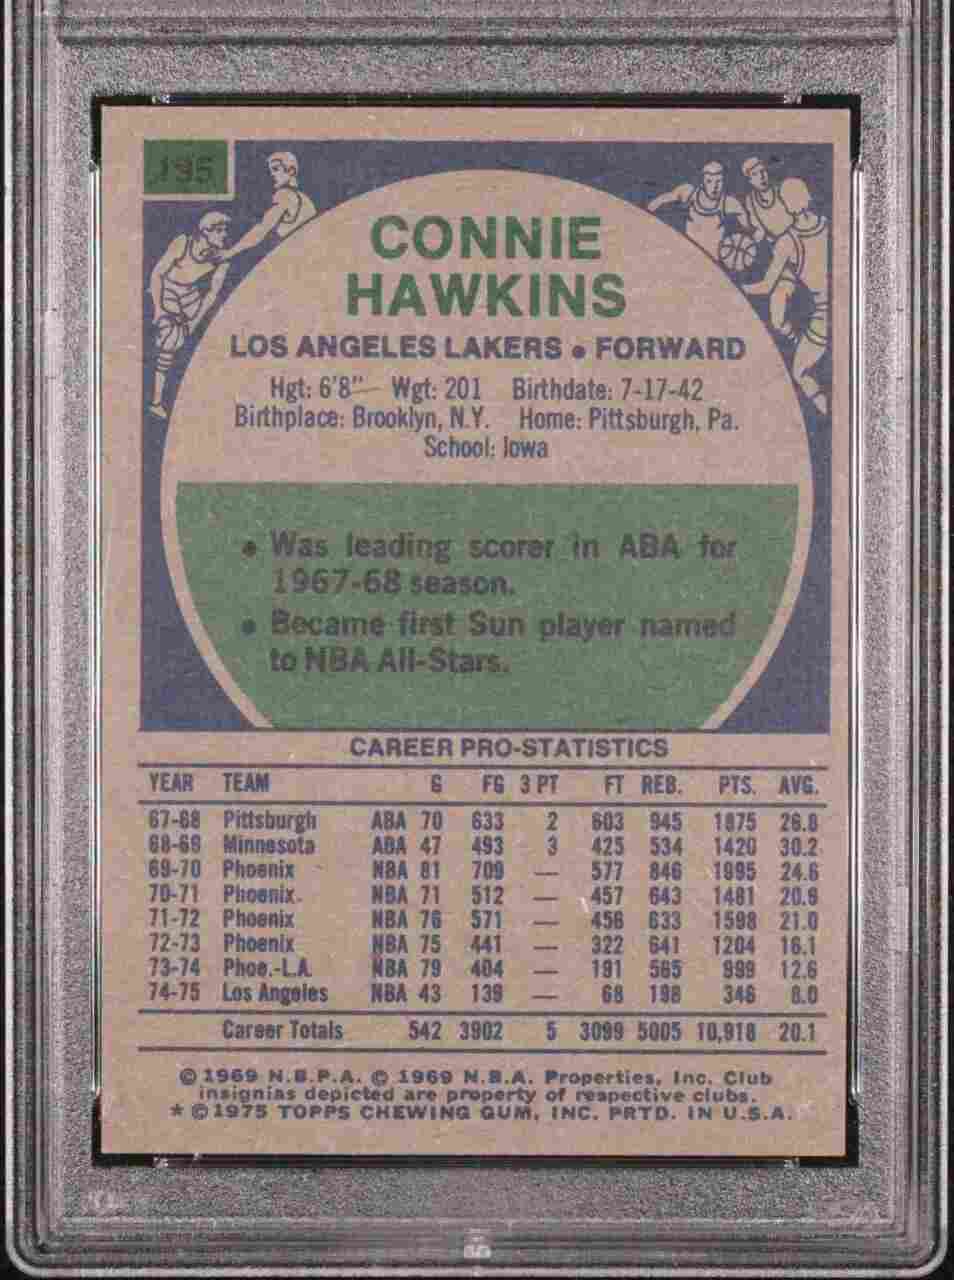 195
CONNIE
HAWKINS
LOS ANGELES LAKERS • FORWARD
Hgt: 6'8" Wgt: 201 Birthdate: 7-17-42
Birthplace: Brooklyn, N.Y. Home: Pittsburgh, Pa.
School: Iowa
• Was leading scorer in ABA for
1967-68 season.
• Became first Sun player named
to NBA All-Stars.
CAREER PRO-STATISTICS
YEAR TEAM G FG 3 PT FT REB. PTS. AVG.
67-68 Pittsburgh ABA 70 633 2 603 945 1875 26.8
68-69 Minnesota ABA 47 493 3 425 534 1420 30.2
69-70 Phoenix NBA 81 709 — 577 846 1995 24.6
70-71 Phoenix NBA 71 512 — 457 643 1481 20.9
71-72 Phoenix NBA 76 571 — 456 633 1598 21.0
72-73 Phoenix NBA 75 441 — 322 641 1204 16.1
73-74 Phoe.-L.A. NBA 79 404 — 191 565 999 12.6
74-75 Los Angeles NBA 43 139 — 68 198 346 8.0
Career Totals 542 3902 5 3099 5005 10,918 20.1
© 1969 N.B.P.A. © 1969 N.B.A. Properties, Inc. Club
insignias depicted are property of respective clubs.
* © 1975 TOPPS CHEWING GUM, INC. PRTD. IN U.S.A.